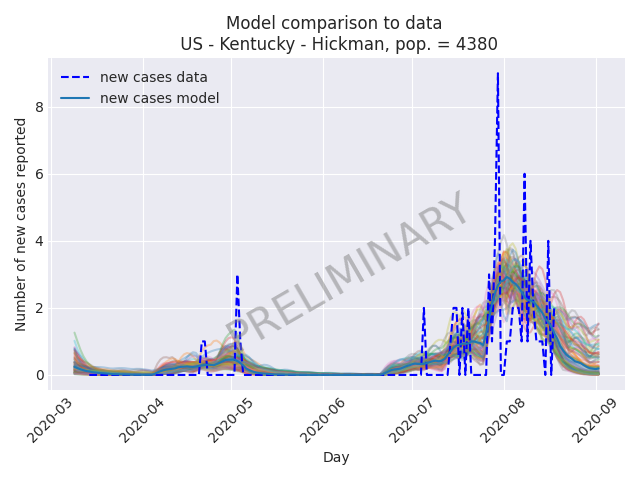 Model comparison to data
US - Kentucky - Hickman, pop. = 4380
new cases data
new cases model
Number of new cases reported
8
6
4
2
0
PRELIMINARY
2020-03
2020-04
2020-05
2020-06
2020-07
2020-08
2020-09
Day